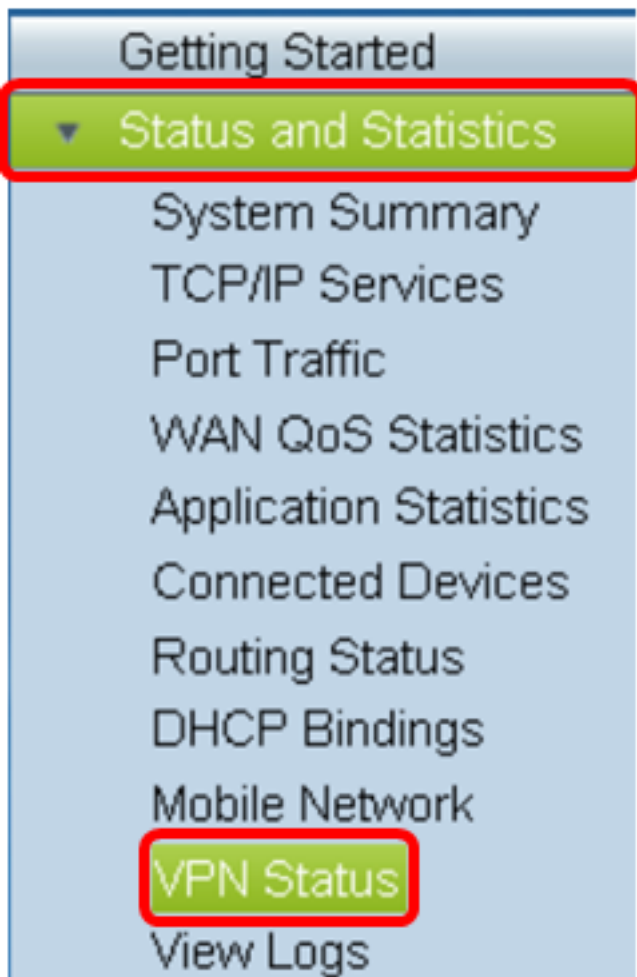 Getting Started
Status and Statistics
System Summary
TCP/IP Services
Port Traffic
WAN QoS Statistics
Application Statistics
Connected Devices
Routing Status
DHCP Bindings
Mobile Network
VPN Status
View Logs